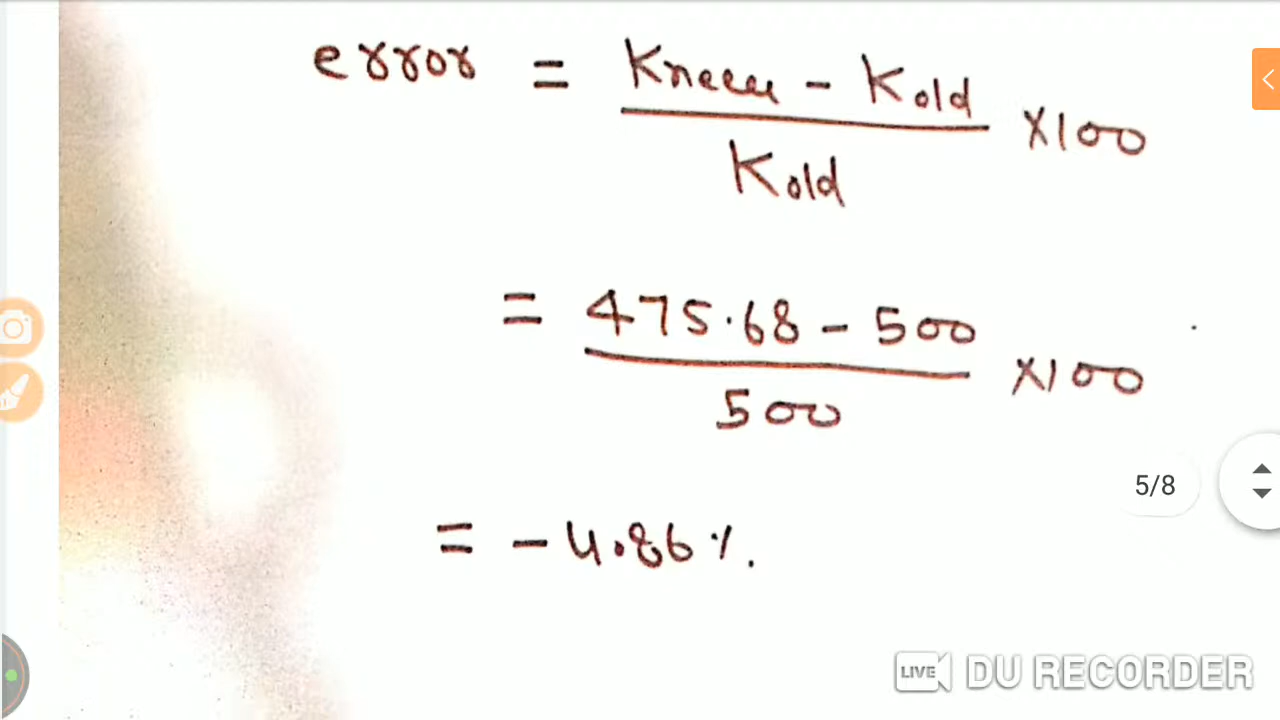 error = Knew - Kold
Kold
×100
= 475.68 - 500
500
×100
5/8
= - 4.86 %.
LIVE DU RECORDER